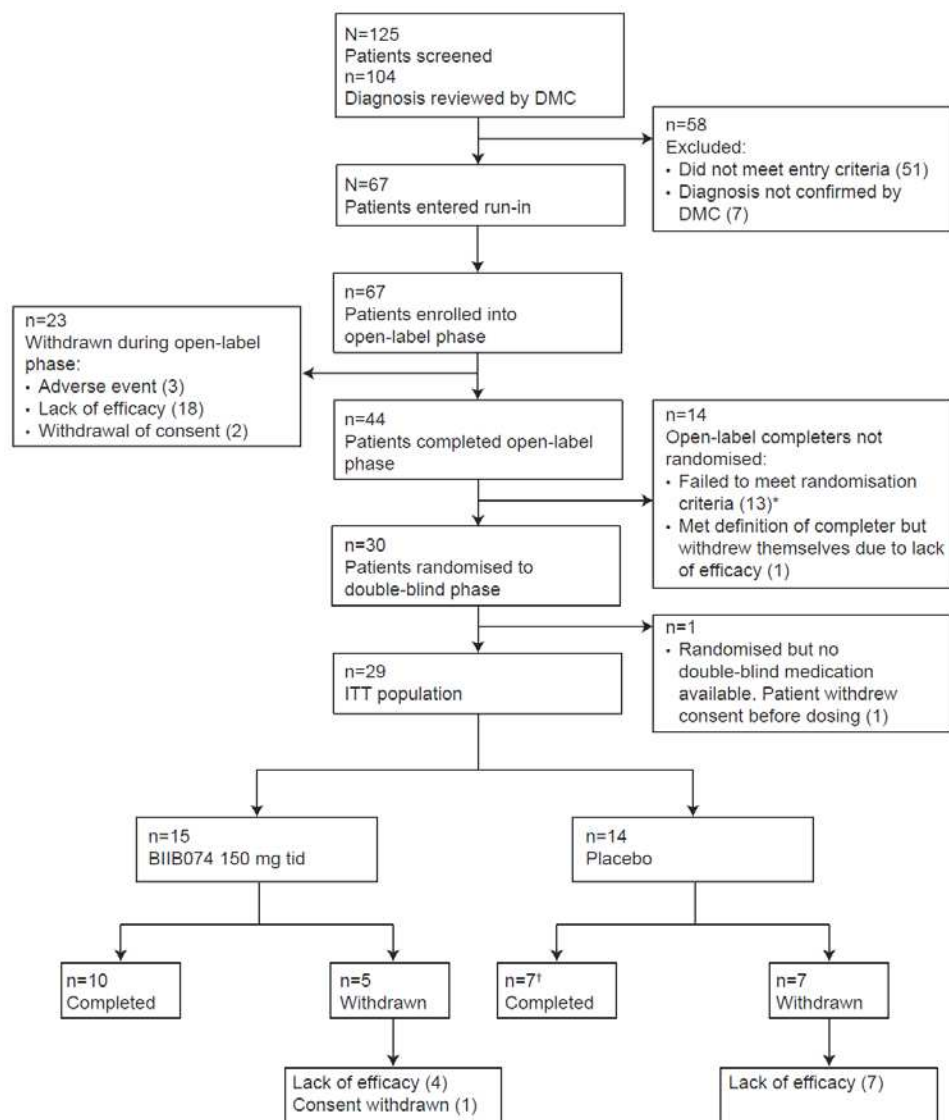 N=125
Patients screened
n=104
Diagnosis reviewed by DMC
n=58
Excluded:
• Did not meet entry criteria (51)
• Diagnosis not confirmed by
DMC (7)
N=67
Patients entered run-in
n=67
Patients enrolled into
open-label phase
n=23
Withdrawn during open-label
phase:
• Adverse event (3)
• Lack of efficacy (18)
• Withdrawal of consent (2)
n=44
Patients completed open-label
phase
n=14
Open-label completers not
randomised:
• Failed to meet randomisation
criteria (13)*
• Met definition of completer but
withdrew themselves due to lack
of efficacy (1)
n=30
Patients randomised to
double-blind phase
n=1
• Randomised but no
double-blind medication
available. Patient withdrew
consent before dosing (1)
n=29
ITT population
n=15
BIIB074 150 mg tid
n=14
Placebo
n=10
Completed
n=5
Withdrawn
n=7†
Completed
n=7
Withdrawn
Lack of efficacy (4)
Consent withdrawn (1)
Lack of efficacy (7)